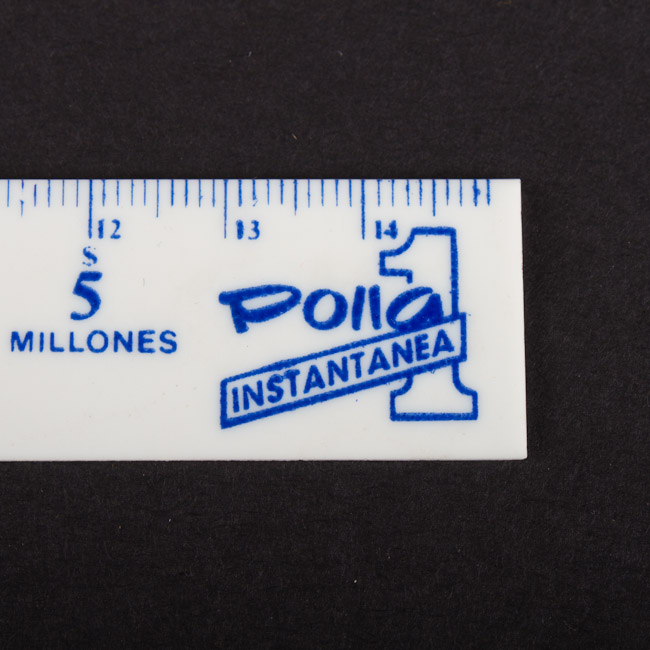 12 13 14
$
5
MILLONES
Polla 1
INSTANTANEA